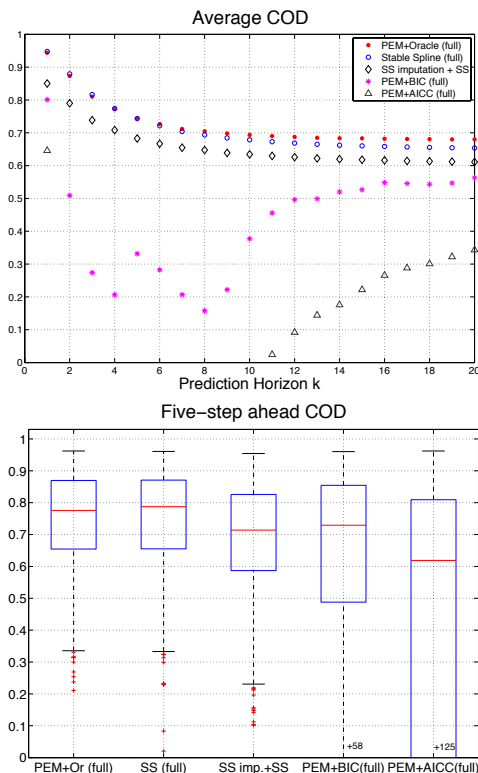 Average COD
PEM+Oracle (full)
Stable Spline (full)
SS imputation + SS
PEM+BIC (full)
PEM+AICC (full)
1
0.9
0.8
0.7
0.6
0.5
0.4
0.3
0.2
0.1
0
0 2 4 6 8 10 12 14 16 18 20
Prediction Horizon k
Five−step ahead COD
1
0.9
0.8
0.7
0.6
0.5
0.4
0.3
0.2
0.1
0
+58
+125
PEM+Or (full) SS (full) SS imp.+SS PEM+BIC(full) PEM+AICC (full)